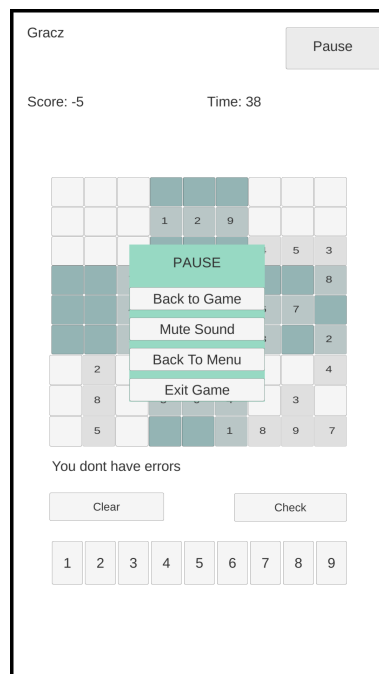 Gracz
Pause
Score: -5 Time: 38
1 2 9
5 3
PAUSE
8
Back to Game
7
Mute Sound
2
Back To Menu
2 4
Exit Game
8 3
5 1 8 9 7
You dont have errors
Clear Check
1 2 3 4 5 6 7 8 9